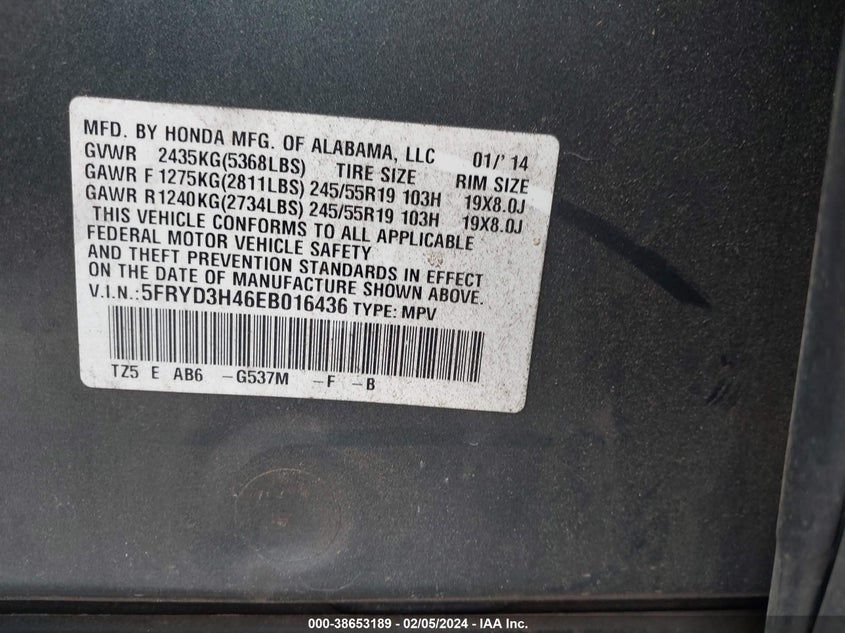 MFD. BY HONDA MFG. OF ALABAMA, LLC 01/' 14
GVWR 2435KG(5368LBS) TIRE SIZE RIM SIZE
GAWR F 1275KG(2811LBS) 245/55R19 103H 19X8.0J
GAWR R1240KG(2734LBS) 245/55R19 103H 19X8.0J
THIS VEHICLE CONFORMS TO ALL APPLICABLE
FEDERAL MOTOR VEHICLE SAFETY
AND THEFT PREVENTION STANDARDS IN EFFECT
ON THE DATE OF MANUFACTURE SHOWN ABOVE.
V.I.N.:5FRYD3H46EB016436 TYPE: MPV
TZ5 E AB6 -G537M -F -B
000-38653189 - 02/05/2024 - IAA Inc.